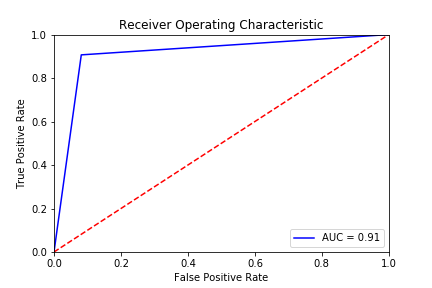 Receiver Operating Characteristic
1.0
0.8
0.6
0.4
0.2
0.0
True Positive Rate
AUC = 0.91
0.0 0.2 0.4 0.6 0.8 1.0
False Positive Rate